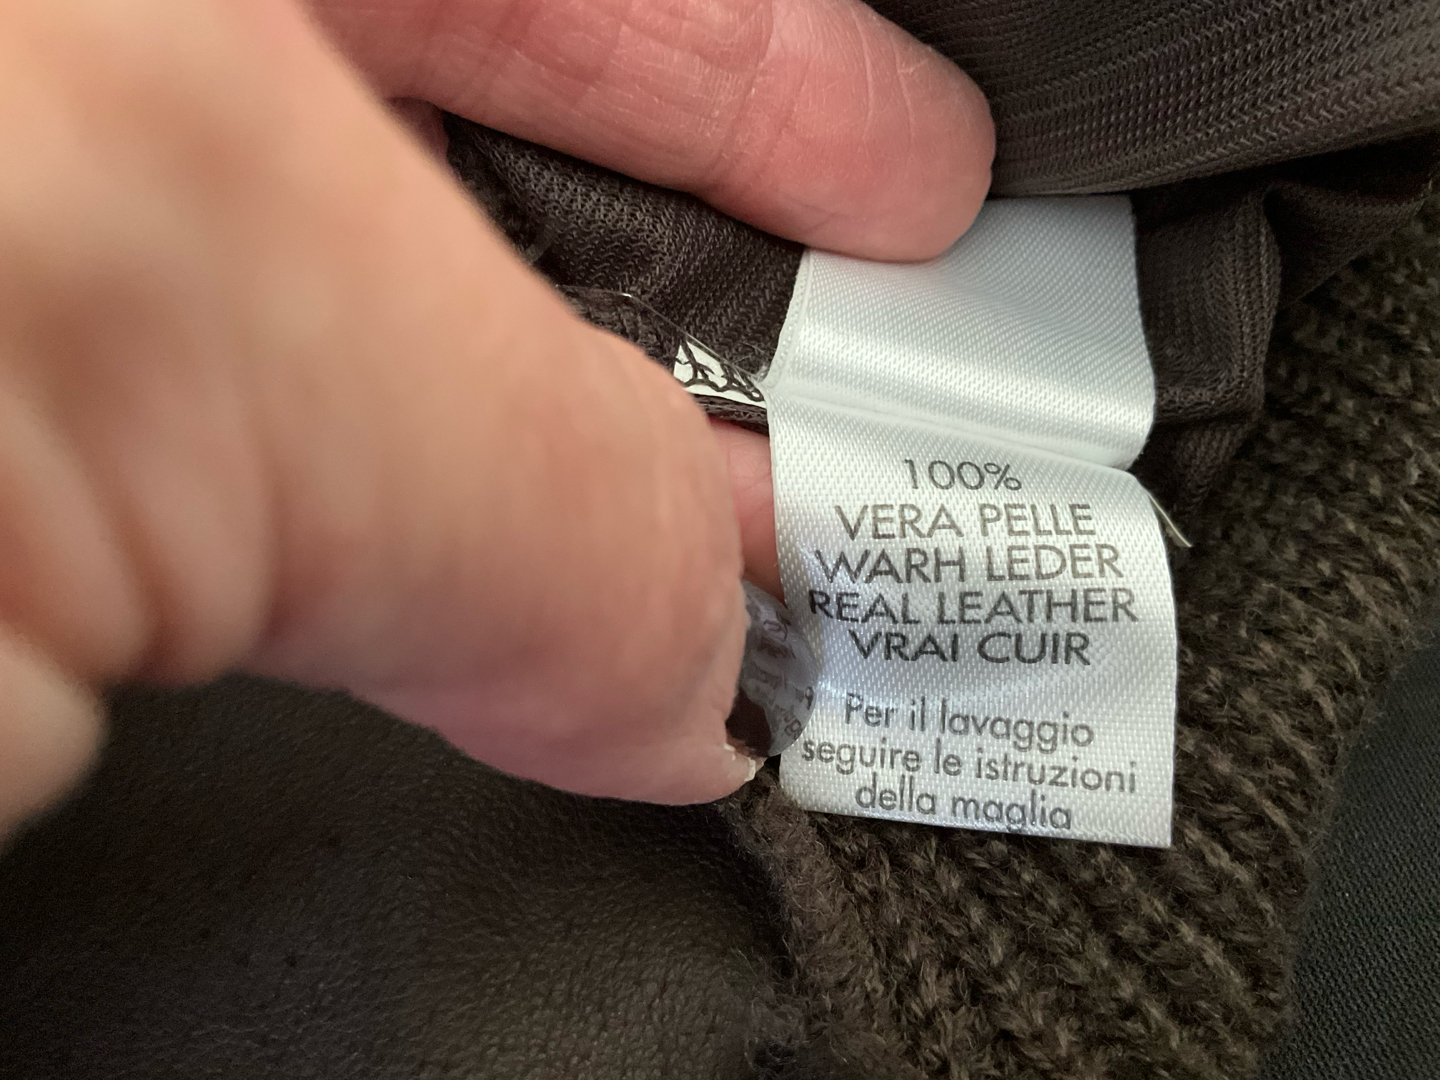 100%
VERA PELLE
WARH LEDER
REAL LEATHER
VRAI CUIR
Per il lavaggio
seguire le istruzioni
della maglia